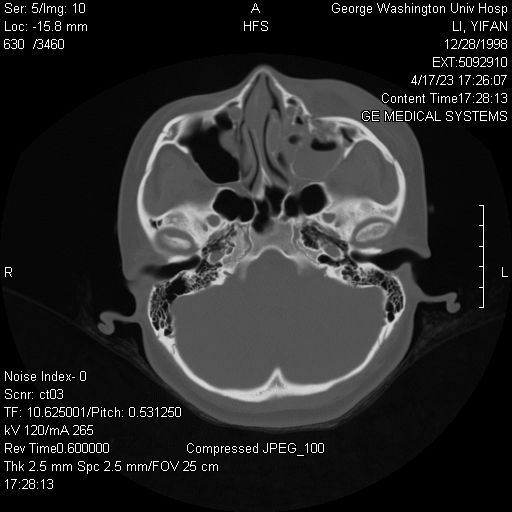 Ser: 5/Img: 10
Loc: -15.8 mm
630 /3460
A
HFS
George Washington Univ Hosp
LI, YIFAN
12/28/1998
EXT:5092910
4/17/23 17:26:07
Content Time17:28:13
GE MEDICAL SYSTEMS
R
L
Noise Index- 0
Scnr: ct03
TF: 10.625001/Pitch: 0.531250
kV 120/mA 265
Rev Time0.600000
Compressed JPEG_100
Thk 2.5 mm Spc 2.5 mm/FOV 25 cm
17:28:13